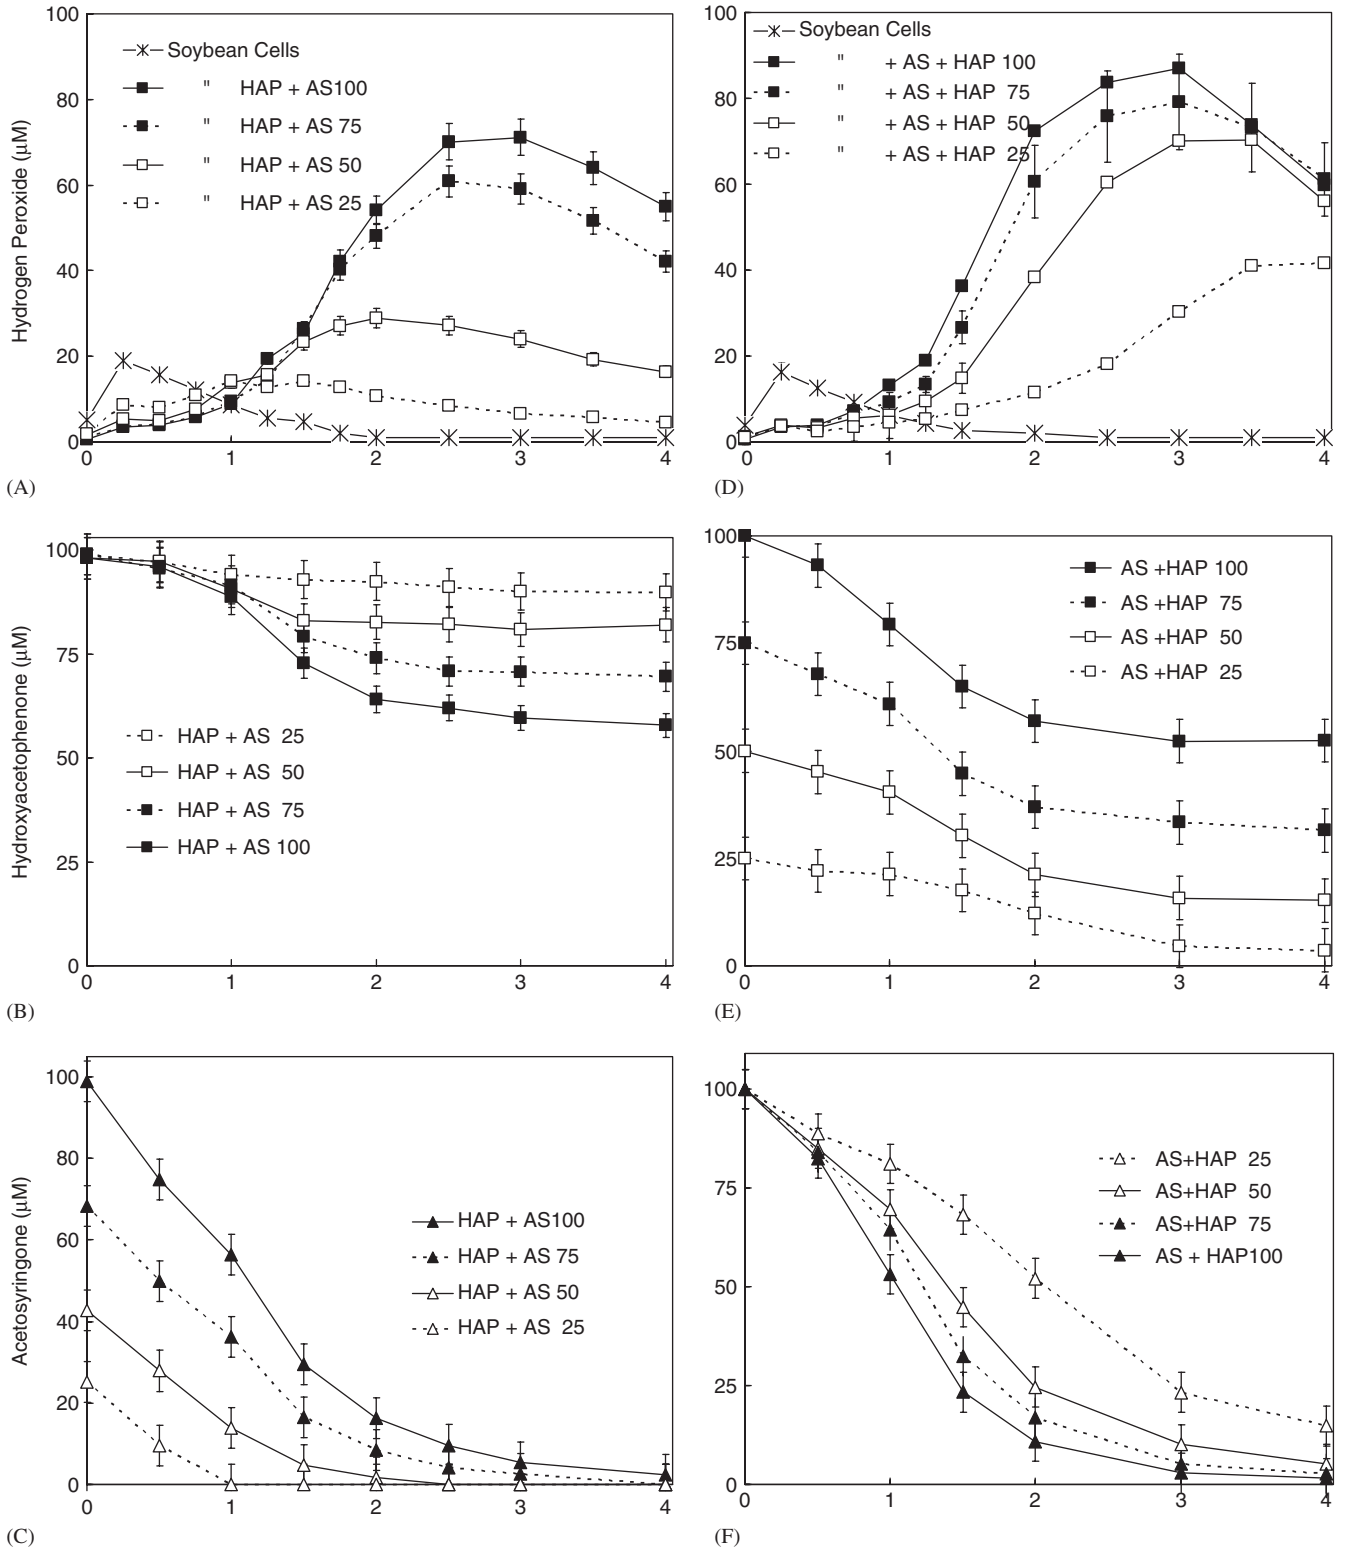 100
80
60
40
20
0
Hydrogen Peroxide (μM)
Soybean Cells
" HAP + AS100
" HAP + AS 75
" HAP + AS 50
" HAP + AS 25
0 1 2 3 4
(A)
100
80
60
40
20
0
Soybean Cells
" + AS + HAP 100
" + AS + HAP 75
" + AS + HAP 50
" + AS + HAP 25
0 1 2 3 4
(D)
100
75
50
25
0
Hydroxyacetophenone (μM)
HAP + AS 25
HAP + AS 50
HAP + AS 75
HAP + AS 100
0 1 2 3 4
(B)
100
75
50
25
0
AS +HAP 100
AS +HAP 75
AS +HAP 50
AS +HAP 25
0 1 2 3 4
(E)
100
80
60
40
20
0
Acetosyringone (μM)
HAP + AS100
HAP + AS 75
HAP + AS 50
HAP + AS 25
0 1 2 3 4
(C)
100
75
50
25
0
AS+HAP 25
AS+HAP 50
AS+HAP 75
AS + HAP100
0 1 2 3 4
(F)